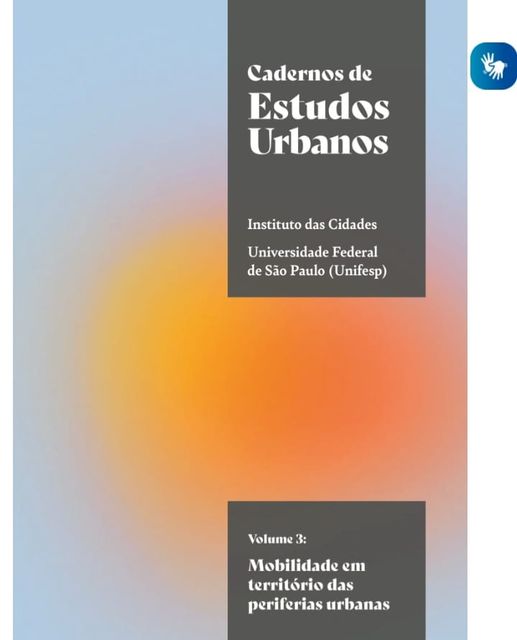 Cadernos de
Estudos
Urbanos
Instituto das Cidades
Universidade Federal
de São Paulo (Unifesp)
Volume 3:
Mobilidade em
território das
periferias urbanas